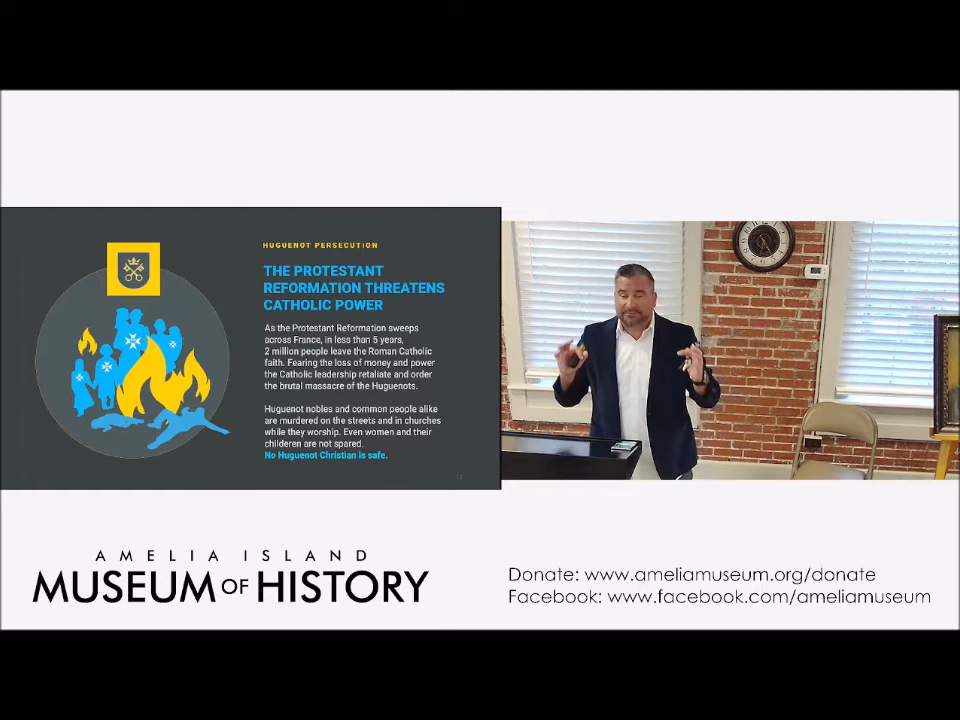 HUGUENOT PERSECUTION
THE PROTESTANT
REFORMATION THREATENS
CATHOLIC POWER
As the Protestant Reformation sweeps
across France, in less than 5 years,
2 million people leave the Roman Catholic
faith. Fearing the loss of money and power
the Catholic leadership retaliate and order
the brutal massacre of the Huguenots.
Huguenot nobles and common people alike
are murdered on the streets and in churches
while they worship. Even women and their
childeren are not spared.
No Huguenot Christian is safe.
AMELIA ISLAND
MUSEUM OF HISTORY
Donate: www.ameliamuseum.org/donate
Facebook: www.facebook.com/ameliamuseum